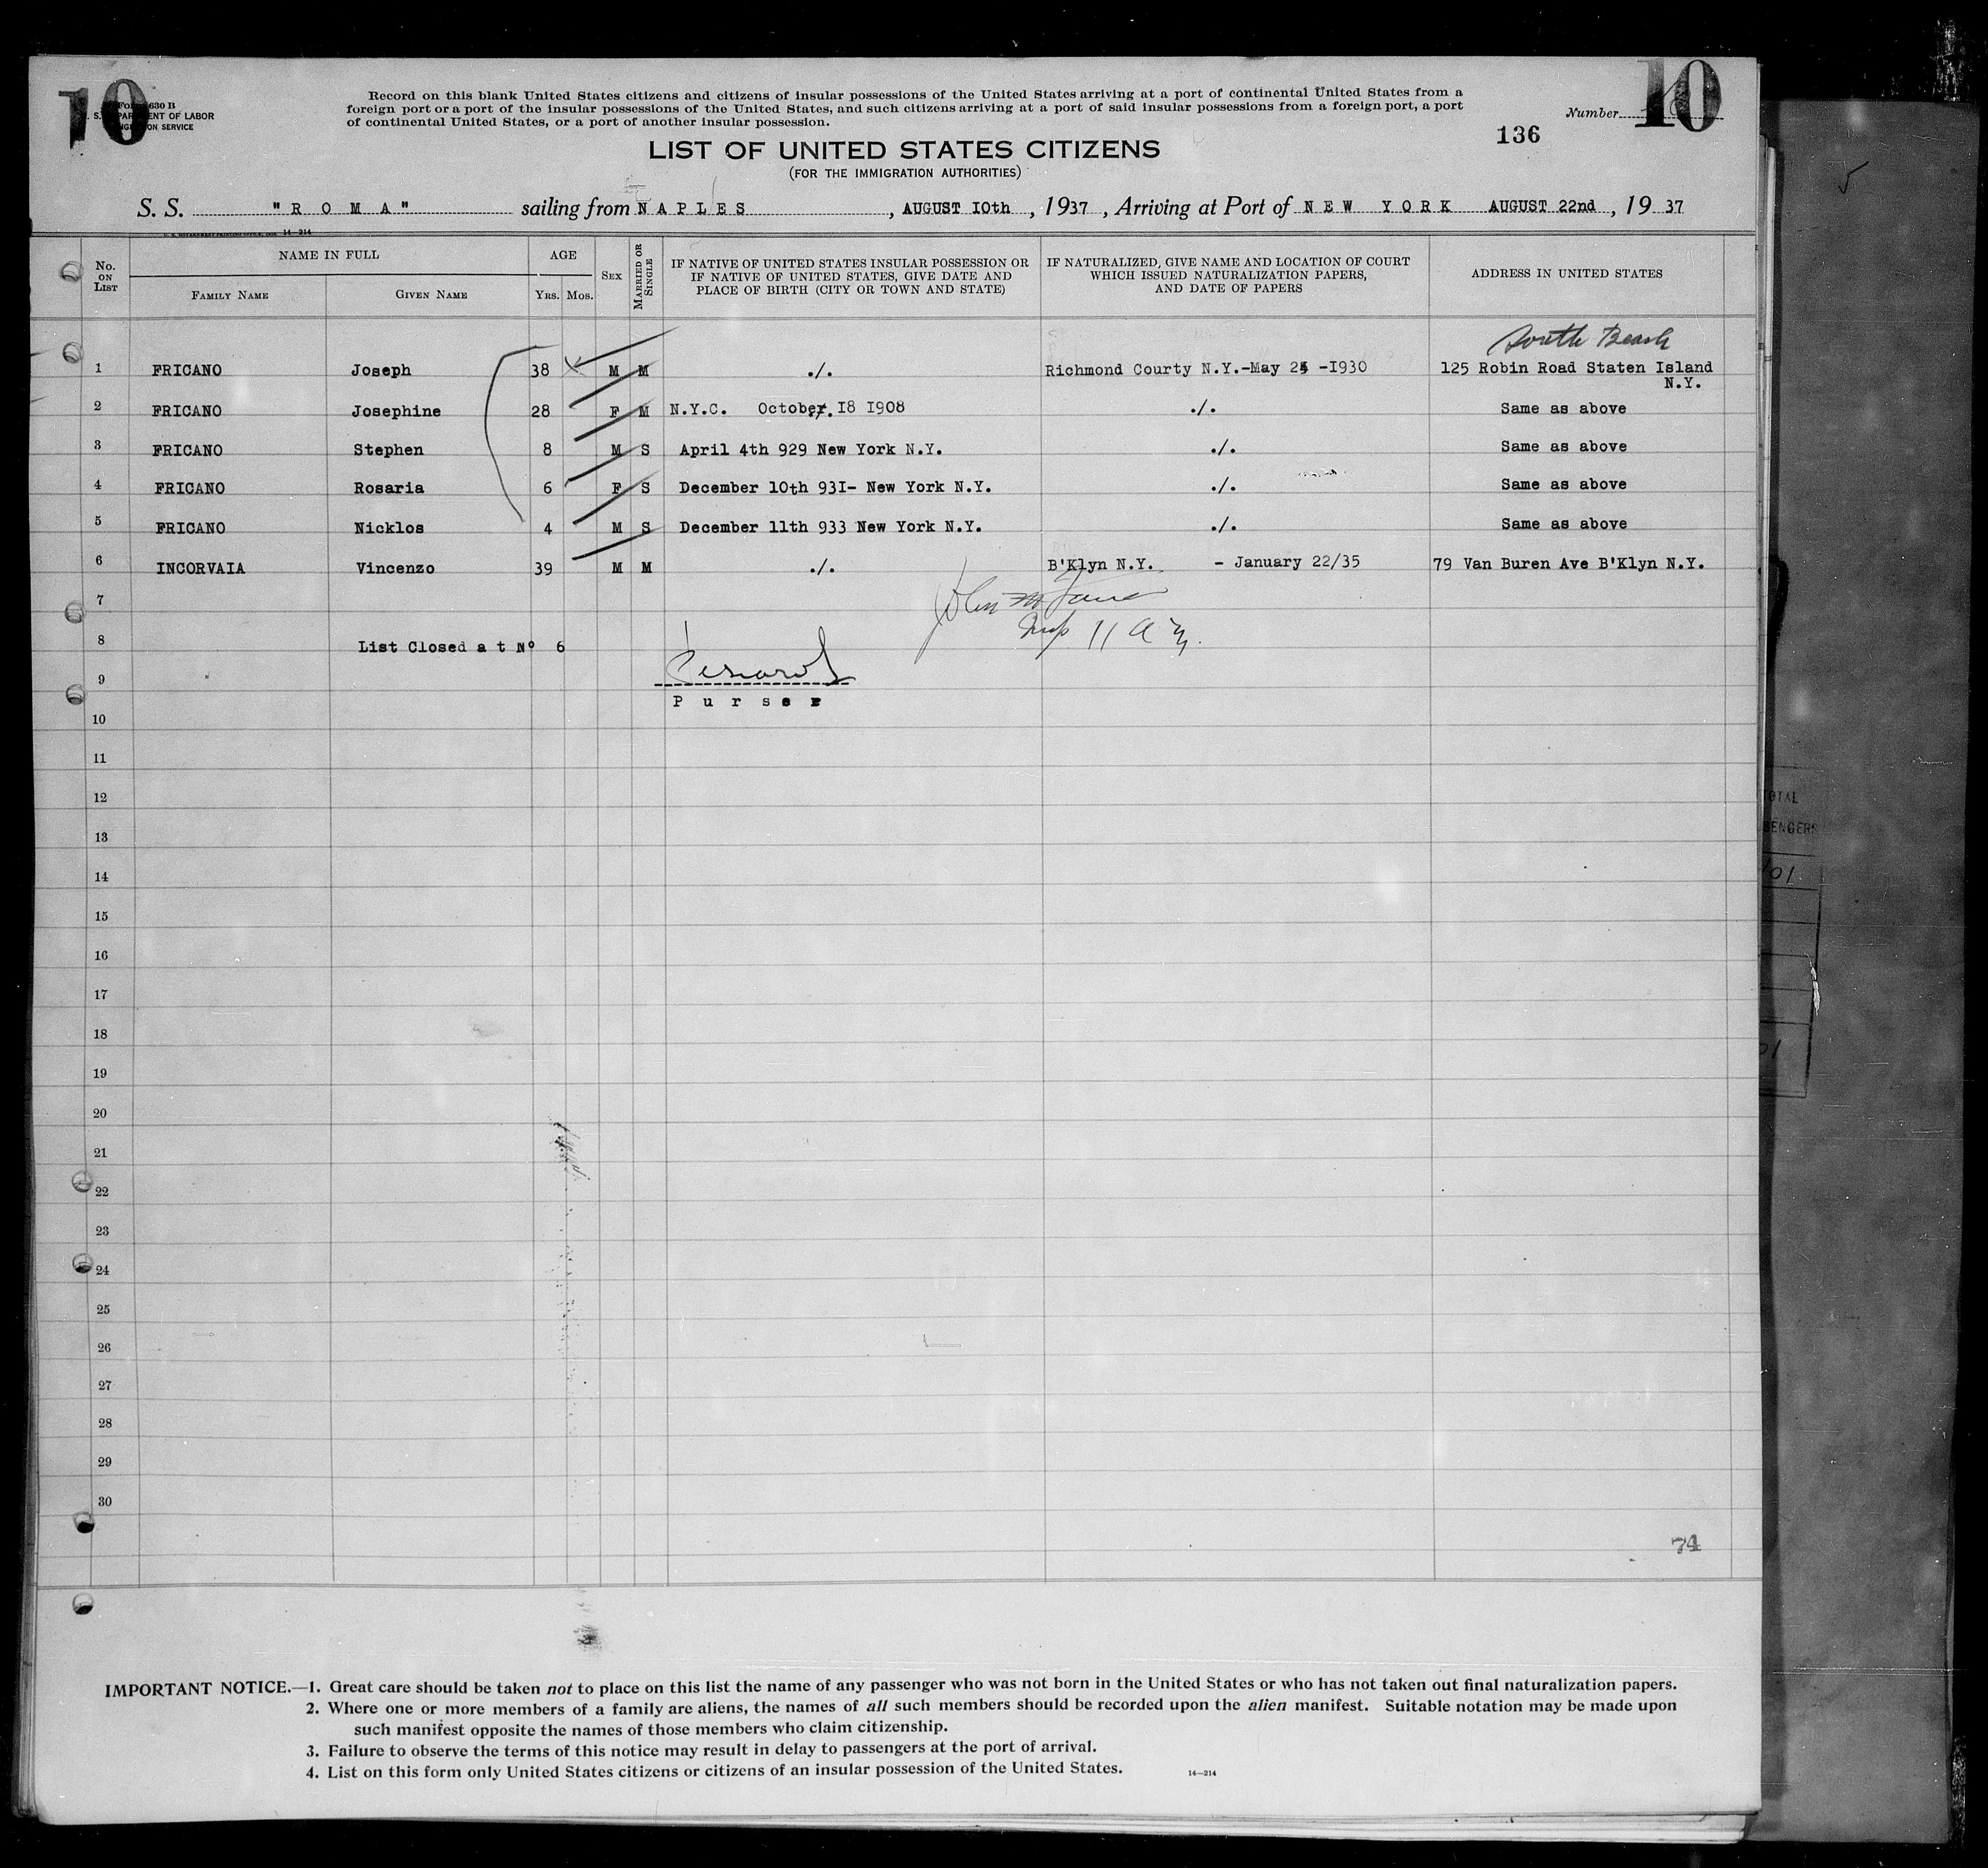 10
10
Form 630 B
U. S. DEPARTMENT OF LABOR
IMMIGRATION SERVICE
Record on this blank United States citizens and citizens of insular possessions of the United States arriving at a port of continental United States from a
foreign port or a port of the insular possessions of the United States, and such citizens arriving at a port of said insular possessions from a foreign port, a port
of continental United States, or a port of another insular possession.
Number
136
LIST OF UNITED STATES CITIZENS
(FOR THE IMMIGRATION AUTHORITIES)
S. S. "R O M A" sailing from N A P L E S , AUGUST IOth , 1937 , Arriving at Port of N E W Y O R K AUGUST 22nd , 19 37
14—214
No. ON LIST
NAME IN FULL
FAMILY NAME
GIVEN NAME
AGE
YRS. MOS.
SEX
MARRIED OR SINGLE
IF NATIVE OF UNITED STATES INSULAR POSSESSION OR
IF NATIVE OF UNITED STATES, GIVE DATE AND
PLACE OF BIRTH (CITY OR TOWN AND STATE)
IF NATURALIZED, GIVE NAME AND LOCATION OF COURT
WHICH ISSUED NATURALIZATION PAPERS,
AND DATE OF PAPERS
ADDRESS IN UNITED STATES
South Beach
1 FRICANO Joseph 38 M M ./. Richmond Courty N.Y.-May 24 -I930 125 Robin Road Staten Island
N.Y.
2 FRICANO Josephine 28 F M N.Y.C. October. I8 I908 ./. Same as above
3 FRICANO Stephen 8 M S April 4th 929 New York N.Y. ./. Same as above
4 FRICANO Rosaria 6 F S December 10th 93I- New York N.Y. ./. Same as above
5 FRICANO Nicklos 4 M S December 11th 933 New York N.Y. ./. Same as above
6 INCORVAIA Vincenzo 39 M M ./. B'Klyn N.Y. - January 22/35 79 Van Buren Ave B'Klyn N.Y.
7
John
Insp 11 a m.
8 List Closed a t Nº 6
9
P u r s e r
10
11
12
13
14
15
16
17
18
19
20
21
22
23
24
25
26
27
28
29
30
74
IMPORTANT NOTICE.—1. Great care should be taken not to place on this list the name of any passenger who was not born in the United States or who has not taken out final naturalization papers.
2. Where one or more members of a family are aliens, the names of all such members should be recorded upon the alien manifest. Suitable notation may be made upon
such manifest opposite the names of those members who claim citizenship.
3. Failure to observe the terms of this notice may result in delay to passengers at the port of arrival.
4. List on this form only United States citizens or citizens of an insular possession of the United States.
14—214
5
TOTAL
101